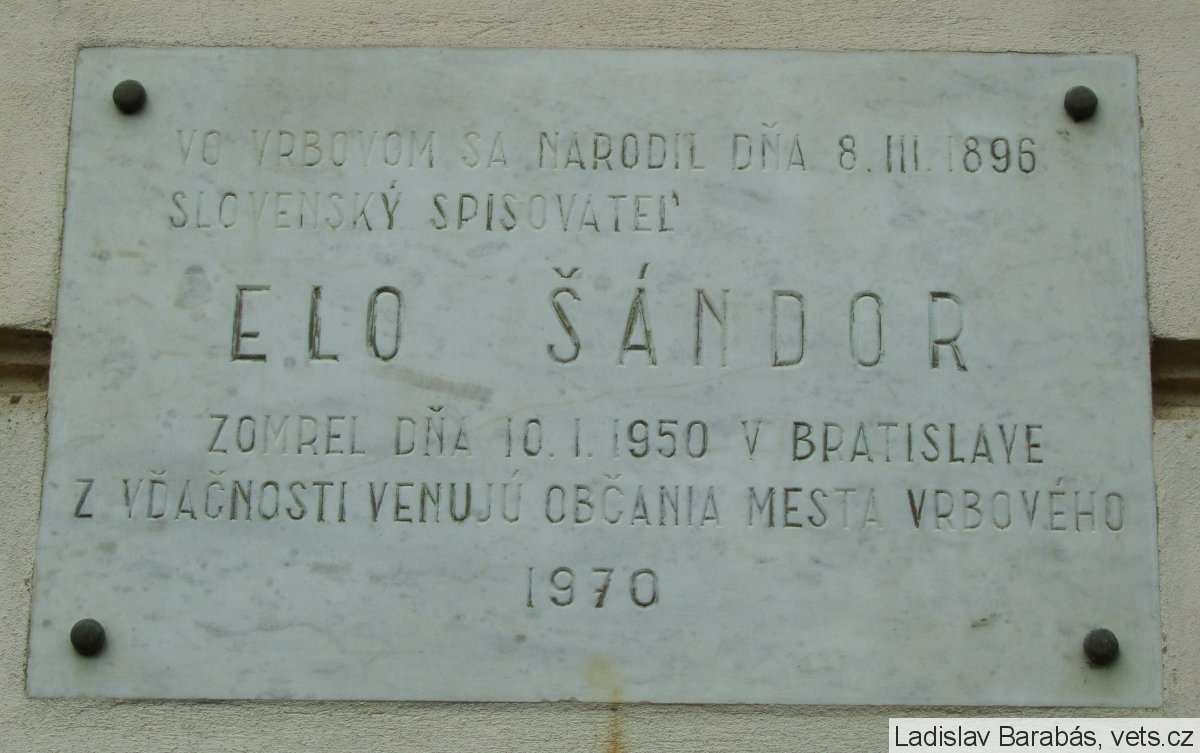 VO VRBOVOM SA NARODIL DŇA 8. III. 1896
SLOVENSKÝ SPISOVATEĽ
ELO ŠÁNDOR
ZOMREL DŇA 10. I. 1950 V BRATISLAVE
Z VĎAČNOSTI VENUJÚ OBČANIA MESTA VRBOVÉHO
1970
Ladislav Barabás, vets.cz